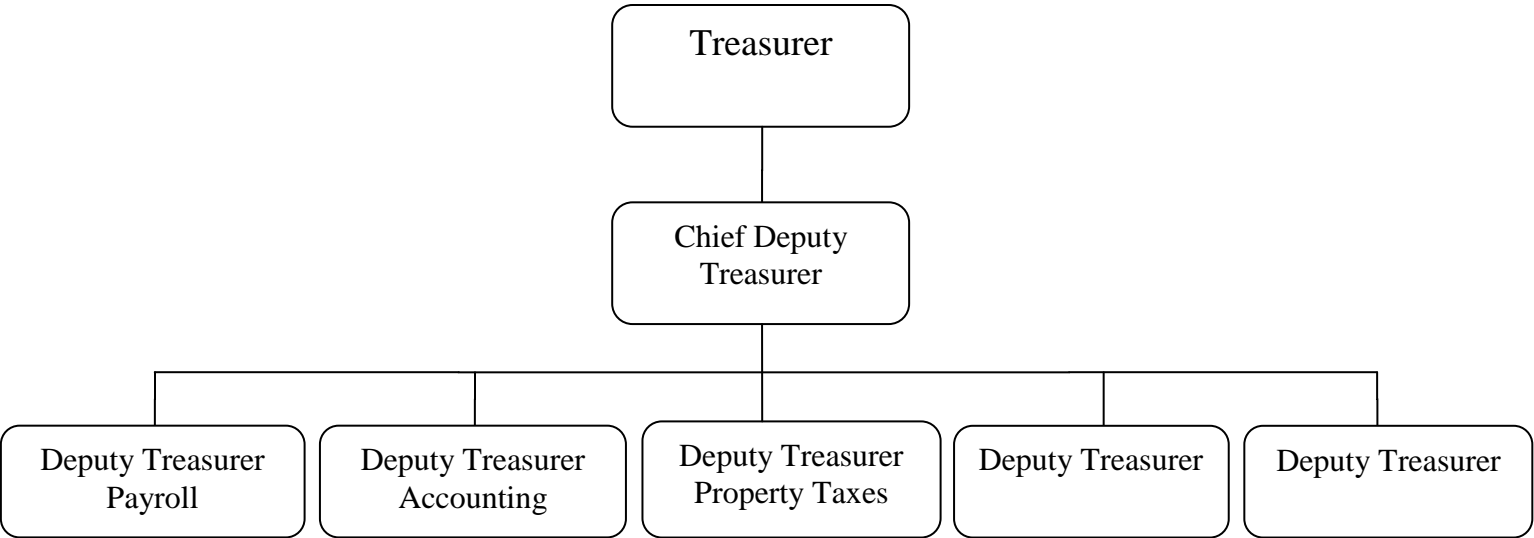 Treasurer
Chief Deputy
Treasurer
Deputy Treasurer
Payroll
Deputy Treasurer
Accounting
Deputy Treasurer
Property Taxes
Deputy Treasurer
Deputy Treasurer